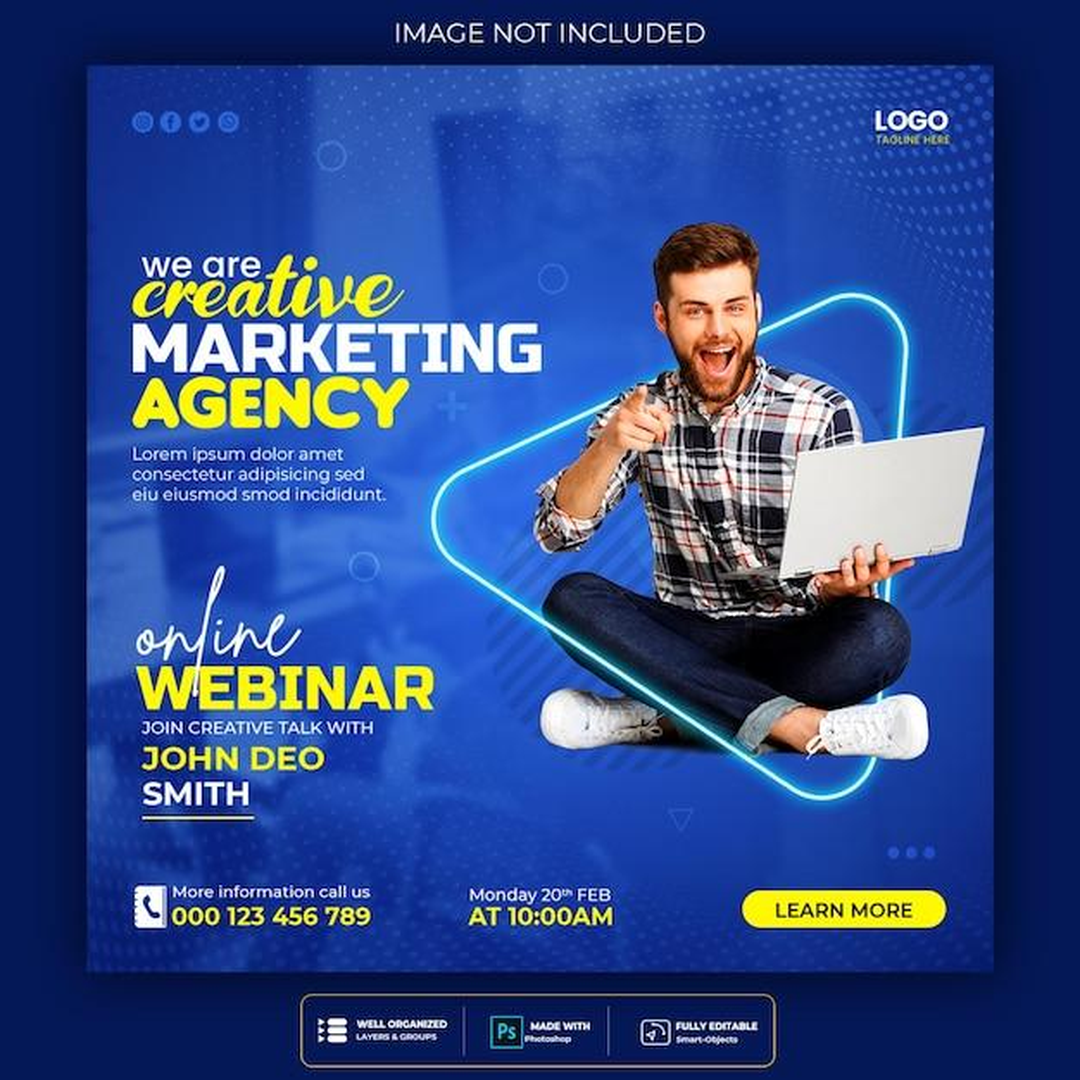 IMAGE NOT INCLUDED
LOGO
TAGLINE HERE
we are
creative
MARKETING
AGENCY
Lorem ipsum dolor amet
consectetur adipisicing sed
eiu eiusmod smod incididunt.
online
WEBINAR
JOIN CREATIVE TALK WITH
JOHN DEO
SMITH
More information call us
000 123 456 789
Monday 20th FEB
AT 10:00AM
LEARN MORE
WELL ORGANIZED
LAYERS & GROUPS
Ps
MADE WITH
Photoshop
FULLY EDITABLE
Smart-Objects